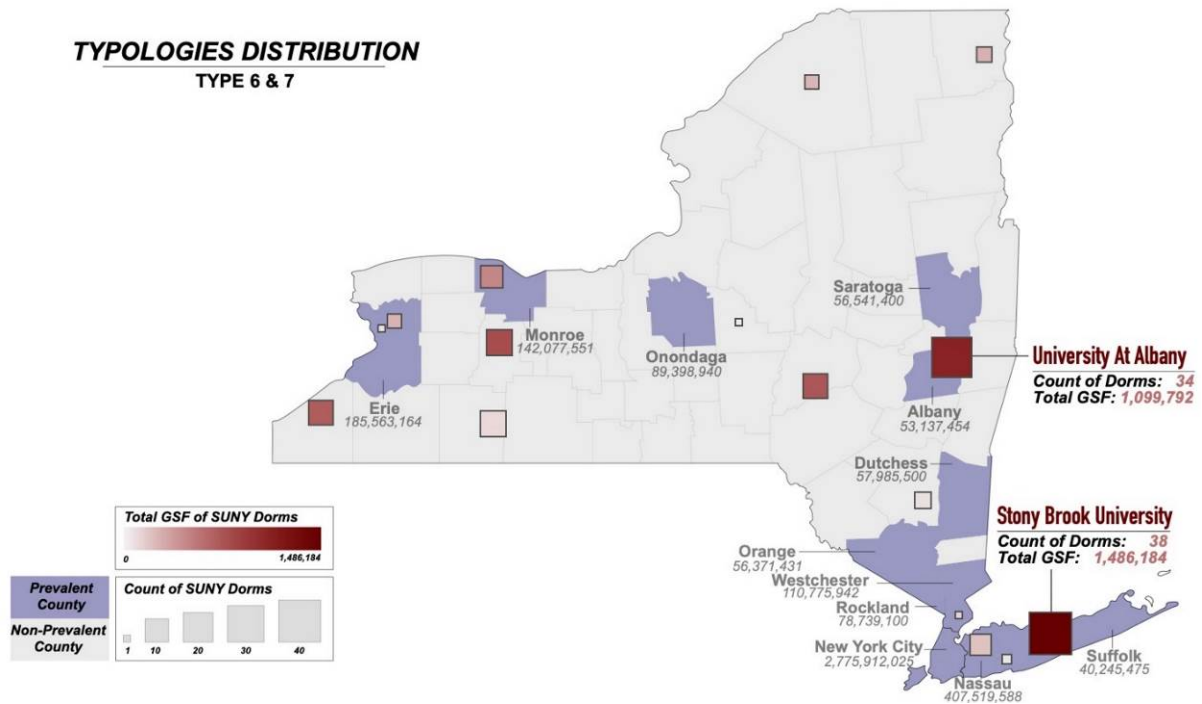 TYPOLOGIES DISTRIBUTION
TYPE 6 & 7
Saratoga
56,541,400
Monroe
142,077,551
Onondaga
89,398,940
University At Albany
Count of Dorms: 34
Total GSF: 1,099,792
Erie
185,563,164
Albany
53,137,454
Dutchess
57,985,500
Total GSF of SUNY Dorms
0
1,486,184
Stony Brook University
Count of Dorms: 38
Total GSF: 1,486,184
Orange
56,371,431
Westchester
110,775,942
Rockland
78,739,100
New York City
2,775,912,025
Nassau
407,519,588
Suffolk
40,245,475
Prevalent
County
Non-Prevalent
County
Count of SUNY Dorms
1 10 20 30 40